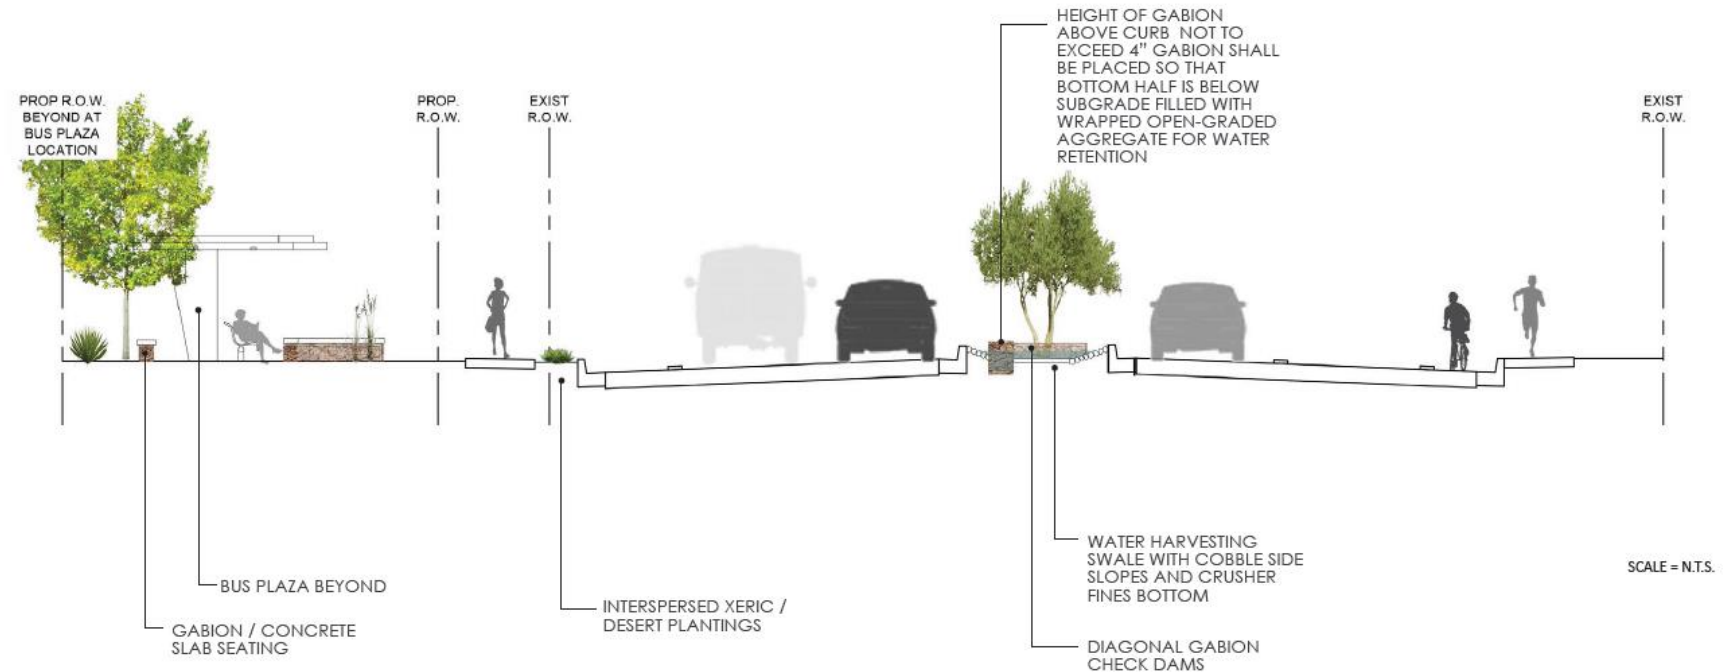 HEIGHT OF GABION
ABOVE CURB NOT TO
EXCEED 4" GABION SHALL
BE PLACED SO THAT
BOTTOM HALF IS BELOW
SUBGRADE FILLED WITH
WRAPPED OPEN-GRADED
AGGREGATE FOR WATER
RETENTION
PROP R.O.W.
BEYOND AT
BUS PLAZA
LOCATION
PROP.
R.O.W.
EXIST
R.O.W.
EXIST
R.O.W.
BUS PLAZA BEYOND
GABION / CONCRETE
SLAB SEATING
INTERSPERSED XERIC /
DESERT PLANTINGS
WATER HARVESTING
SWALE WITH COBBLE SIDE
SLOPES AND CRUSHER
FINES BOTTOM
DIAGONAL GABION
CHECK DAMS
SCALE = N.T.S.